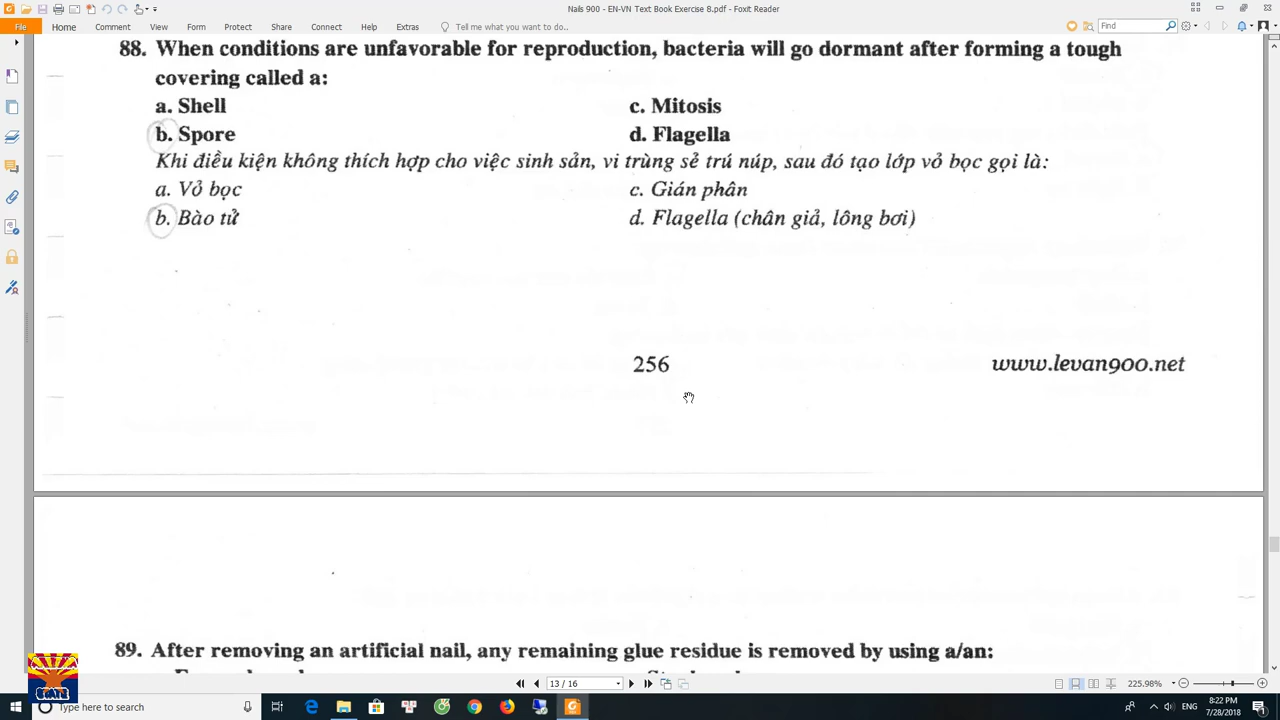 Nails 900 - EN-VN Text Book Exercise 8.pdf - Foxit Reader
File Home Comment View Form Protect Share Connect Help Extras Tell me what you want to do.. Find
88. When conditions are unfavorable for reproduction, bacteria will go dormant after forming a tough
covering called a:
a. Shell c. Mitosis
b. Spore d. Flagella
Khi điều kiện không thích hợp cho việc sinh sản, vi trùng sẽ trú núp, sau đó tạo lớp vỏ bọc gọi là:
a. Vỏ bọc c. Gián phân
b. Bào tử d. Flagella (chân giả, lông bơi)
256 www.levan900.net
89. After removing an artificial nail, any remaining glue residue is removed by using a/an:
13 / 16 225.98%
Type here to search ENG 8:22 PM
7/28/2018